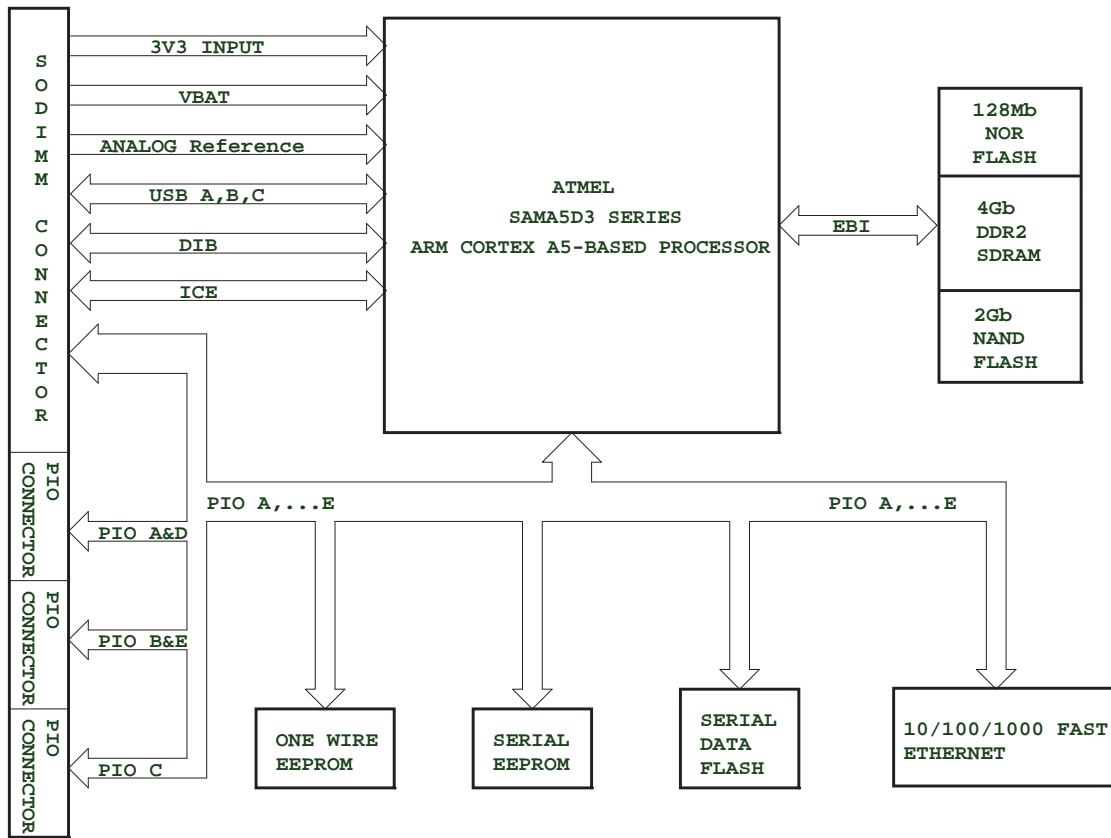 SODIMM CONNECTOR
3V3 INPUT
VBAT
ANALOG Reference
USB A,B,C
DIB
ICE
ATMEL
SAMA5D3 SERIES
ARM CORTEX A5-BASED PROCESSOR
EBI
128Mb
NOR
FLASH
4Gb
DDR2
SDRAM
2Gb
NAND
FLASH
PIO
CONNECTOR
PIO A&D
PIO A,...E
PIO A,...E
PIO
CONNECTOR
PIO B&E
PIO
CONNECTOR
PIO C
ONE WIRE
EEPROM
SERIAL
EEPROM
SERIAL
DATA
FLASH
10/100/1000 FAST
ETHERNET